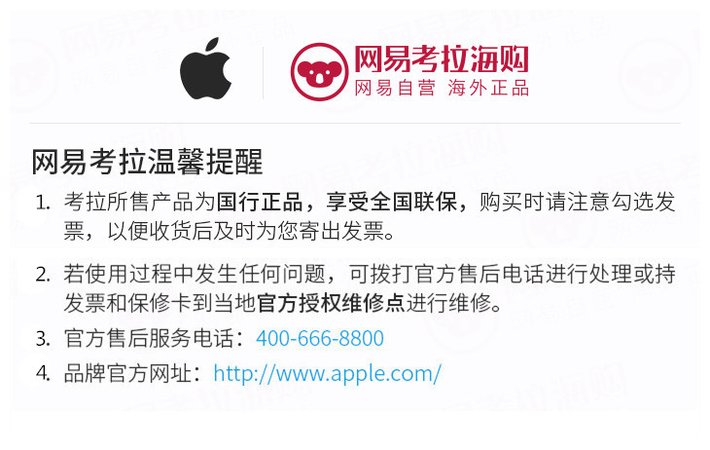 网易考拉海购
网易自营 海外正品
网易考拉温馨提醒
1. 考拉所售产品为国行正品，享受全国联保，购买时请注意勾选发
票，以便收货后及时为您寄出发票。
2. 若使用过程中发生任何问题，可拨打官方售后电话进行处理或持
发票和保修卡到当地官方授权维修点进行维修。
3. 官方售后服务电话：400-666-8800
4. 品牌官方网址：http://www.apple.com/